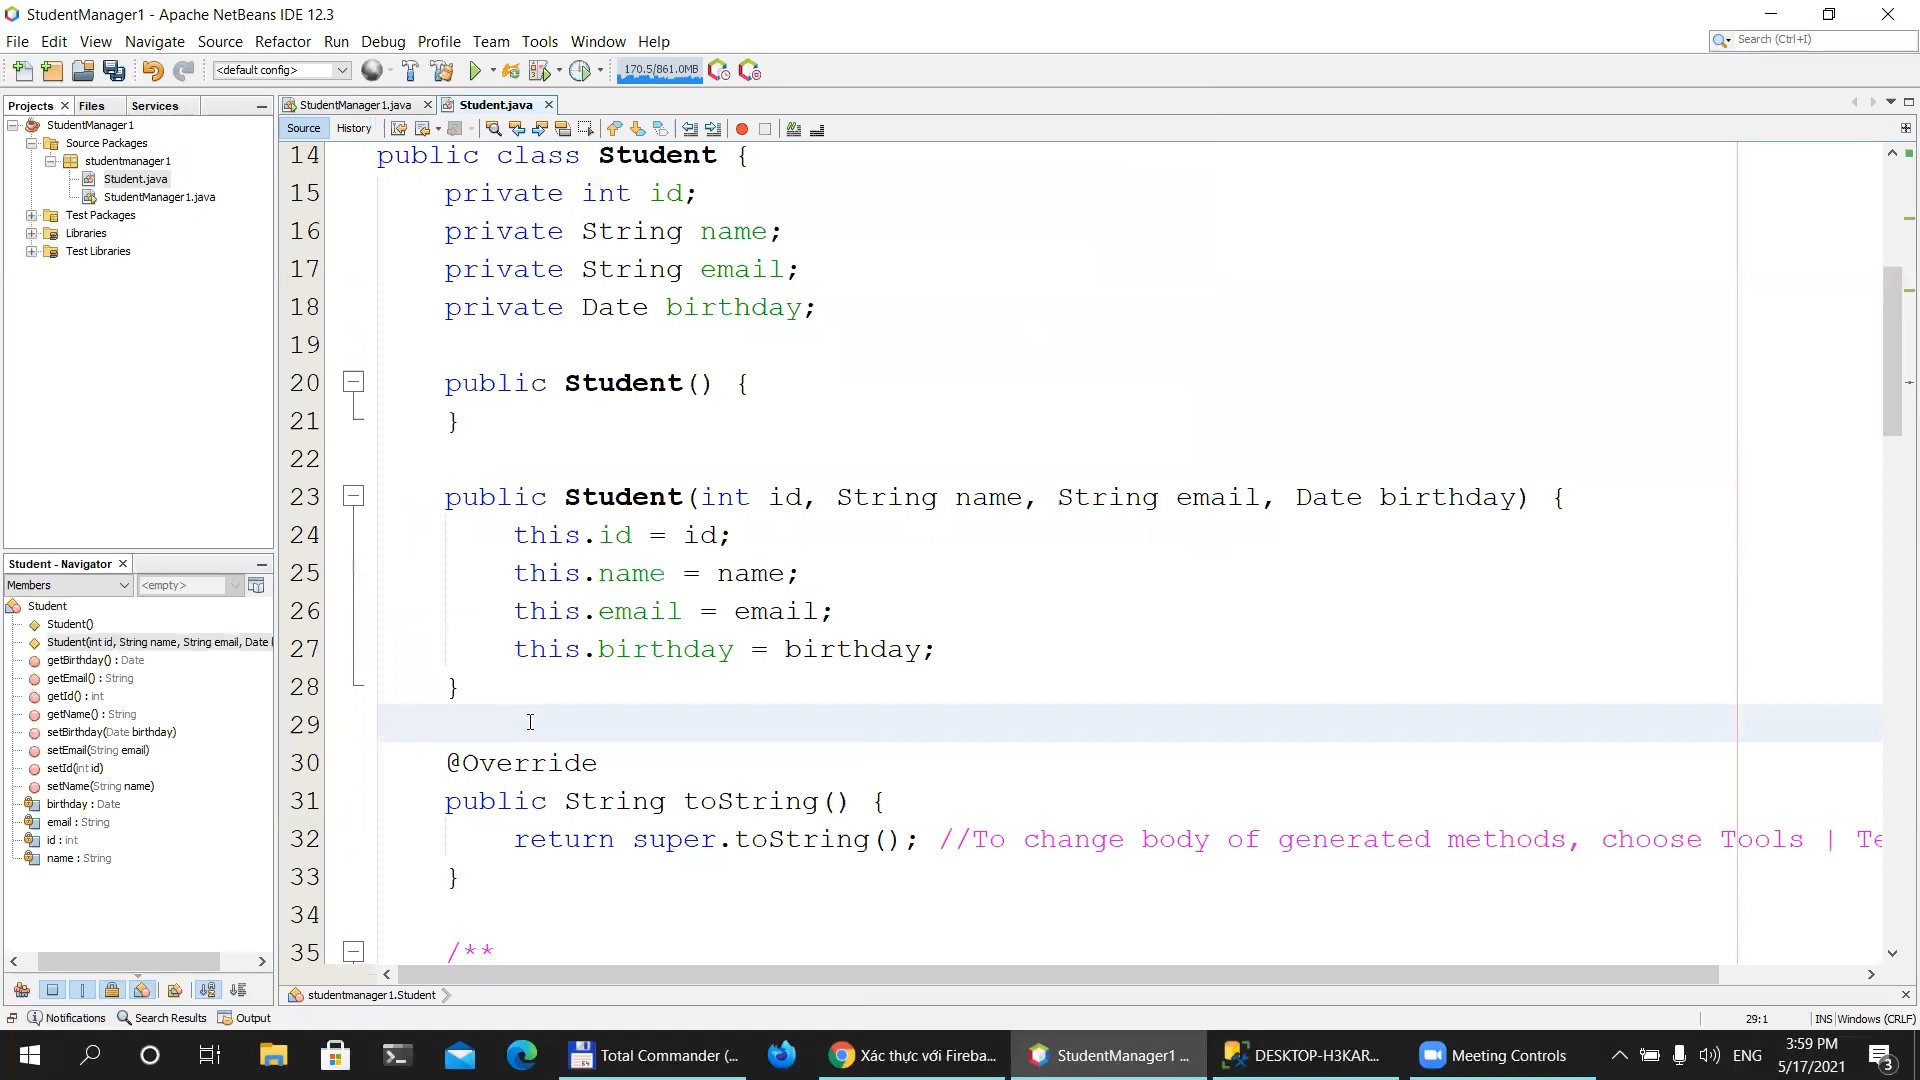 StudentManager1 - Apache NetBeans IDE 12.3
File Edit View Navigate Source Refactor Run Debug Profile Team Tools Window Help
Search (Ctrl+I)
<default config>
170.5/861.0MB
Projects Files Services
StudentManager1.java Student.java
StudentManager1
Source Packages
studentmanager1
Student.java
StudentManager1.java
Test Packages
Libraries
Test Libraries
Source History
14 public class Student {
15 private int id;
16 private String name;
17 private String email;
18 private Date birthday;
19
20 public Student() {
21 }
22
23 public Student(int id, String name, String email, Date birthday) {
24 this.id = id;
25 this.name = name;
26 this.email = email;
27 this.birthday = birthday;
28 }
29
30 @Override
31 public String toString() {
32 return super.toString(); //To change body of generated methods, choose Tools | Te
33 }
34
35 /**
Student - Navigator
Members <empty>
Student
Student()
Student(int id, String name, String email, Date
getBirthday() : Date
getEmail() : String
getId() : int
getName() : String
setBirthday(Date birthday)
setEmail(String email)
setId(int id)
setName(String name)
birthday : Date
email : String
id : int
name : String
studentmanager1.Student
Notifications Search Results Output
29:1 INS Windows (CRLF)
Total Commander (...
Xác thực với Fireba...
StudentManager1 ...
DESKTOP-H3KAR...
Meeting Controls
ENG
3:59 PM
5/17/2021
3